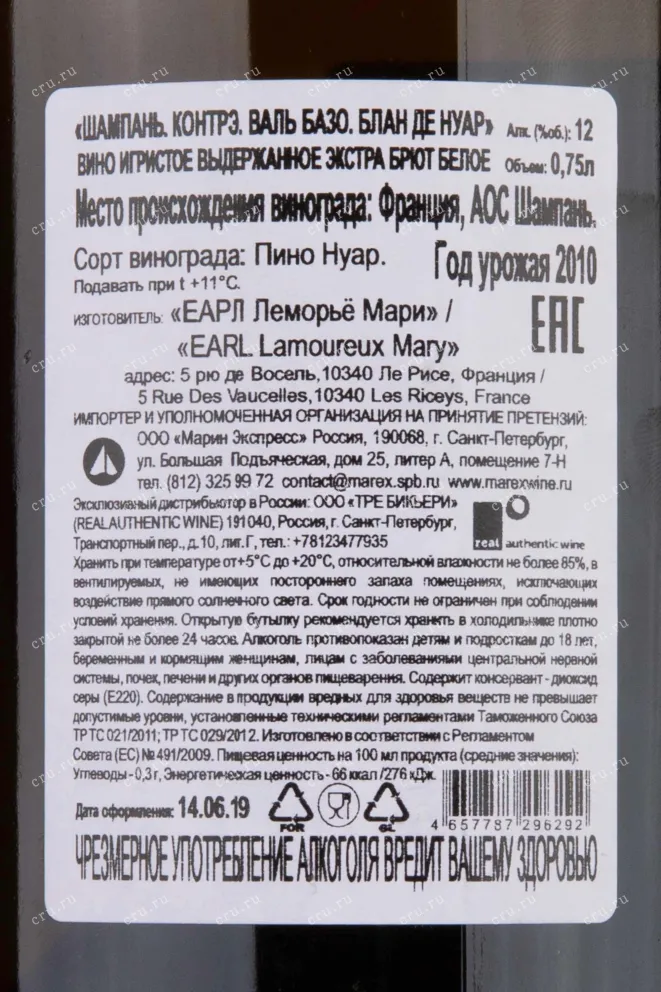 «ШАМПАНЬ. КОНТРЭ. ВАЛЬ БАЗО. БЛАН ДЕ НУАР» Алк. (%об.): 12
ВИНО ИГРИСТОЕ ВЫДЕРЖАННОЕ ЭКСТРА БРЮТ БЕЛОЕ Объем: 0,75л
Место происхождения винограда: Франция, АОС Шампань.
Сорт винограда: Пино Нуар. Год урожая 2010
Подавать при t +11°C.
ИЗГОТОВИТЕЛЬ: «ЕАРЛ Леморьё Мари» /
«EARL Lamoureux Mary» EAC
адрес: 5 рю де Восель,10340 Ле Рисе, Франция /
5 Rue Des Vaucelles,10340 Les Riceys, France
ИМПОРТЕР И УПОЛНОМОЧЕННАЯ ОРГАНИЗАЦИЯ НА ПРИНЯТИЕ ПРЕТЕНЗИЙ:
ООО «Марин Экспресс» Россия, 190068, г. Санкт-Петербург,
ул. Большая Подъяческая, дом 25, литер А, помещение 7-Н
тел. (812) 325 99 72 contact@marex.spb.ru www.marexwine.ru
Эксклюзивный дистрибьютор в России: ООО «ТРЕ БИКЬЕРИ»
(REAL AUTHENTIC WINE) 191040, Россия, г. Санкт-Петербург,
Транспортный пер., д.10, лит.Г, тел.: +78123477935
real authentic wine
Хранить при температуре от+5°С до +20°С, относительной влажности не более 85%, в
вентилируемых, не имеющих постороннего запаха помещениях, исключающих
воздействие прямого солнечного света. Срок годности не ограничен при соблюдении
условий хранения. Открытую бутылку рекомендуется хранить в холодильнике плотно
закрытой не более 24 часов. Алкоголь противопоказан детям и подросткам до 18 лет,
беременным и кормящим женщинам, лицам с заболеваниями центральной нервной
системы, почек, печени и других органов пищеварения. Содержит консервант - диоксид
серы (Е220). Содержание в продукции вредных для здоровья веществ не превышает
допустимые уровни, установленные техническими регламентами Таможенного Союза
ТР ТС 021/2011; ТР ТС 029/2012. Изготовлено в соответствии с Регламентом
Совета (ЕС) № 491/2009. Пищевая ценность на 100 мл продукта (средние значения):
Углеводы - 0,3 г, Энергетическая ценность - 66 ккал /276 кДж.
Дата оформления: 14.06.19 FOR GL 4 657787 296292
ЧРЕЗМЕРНОЕ УПОТРЕБЛЕНИЕ АЛКОГОЛЯ ВРЕДИТ ВАШЕМУ ЗДОРОВЬЮ
cru.ru